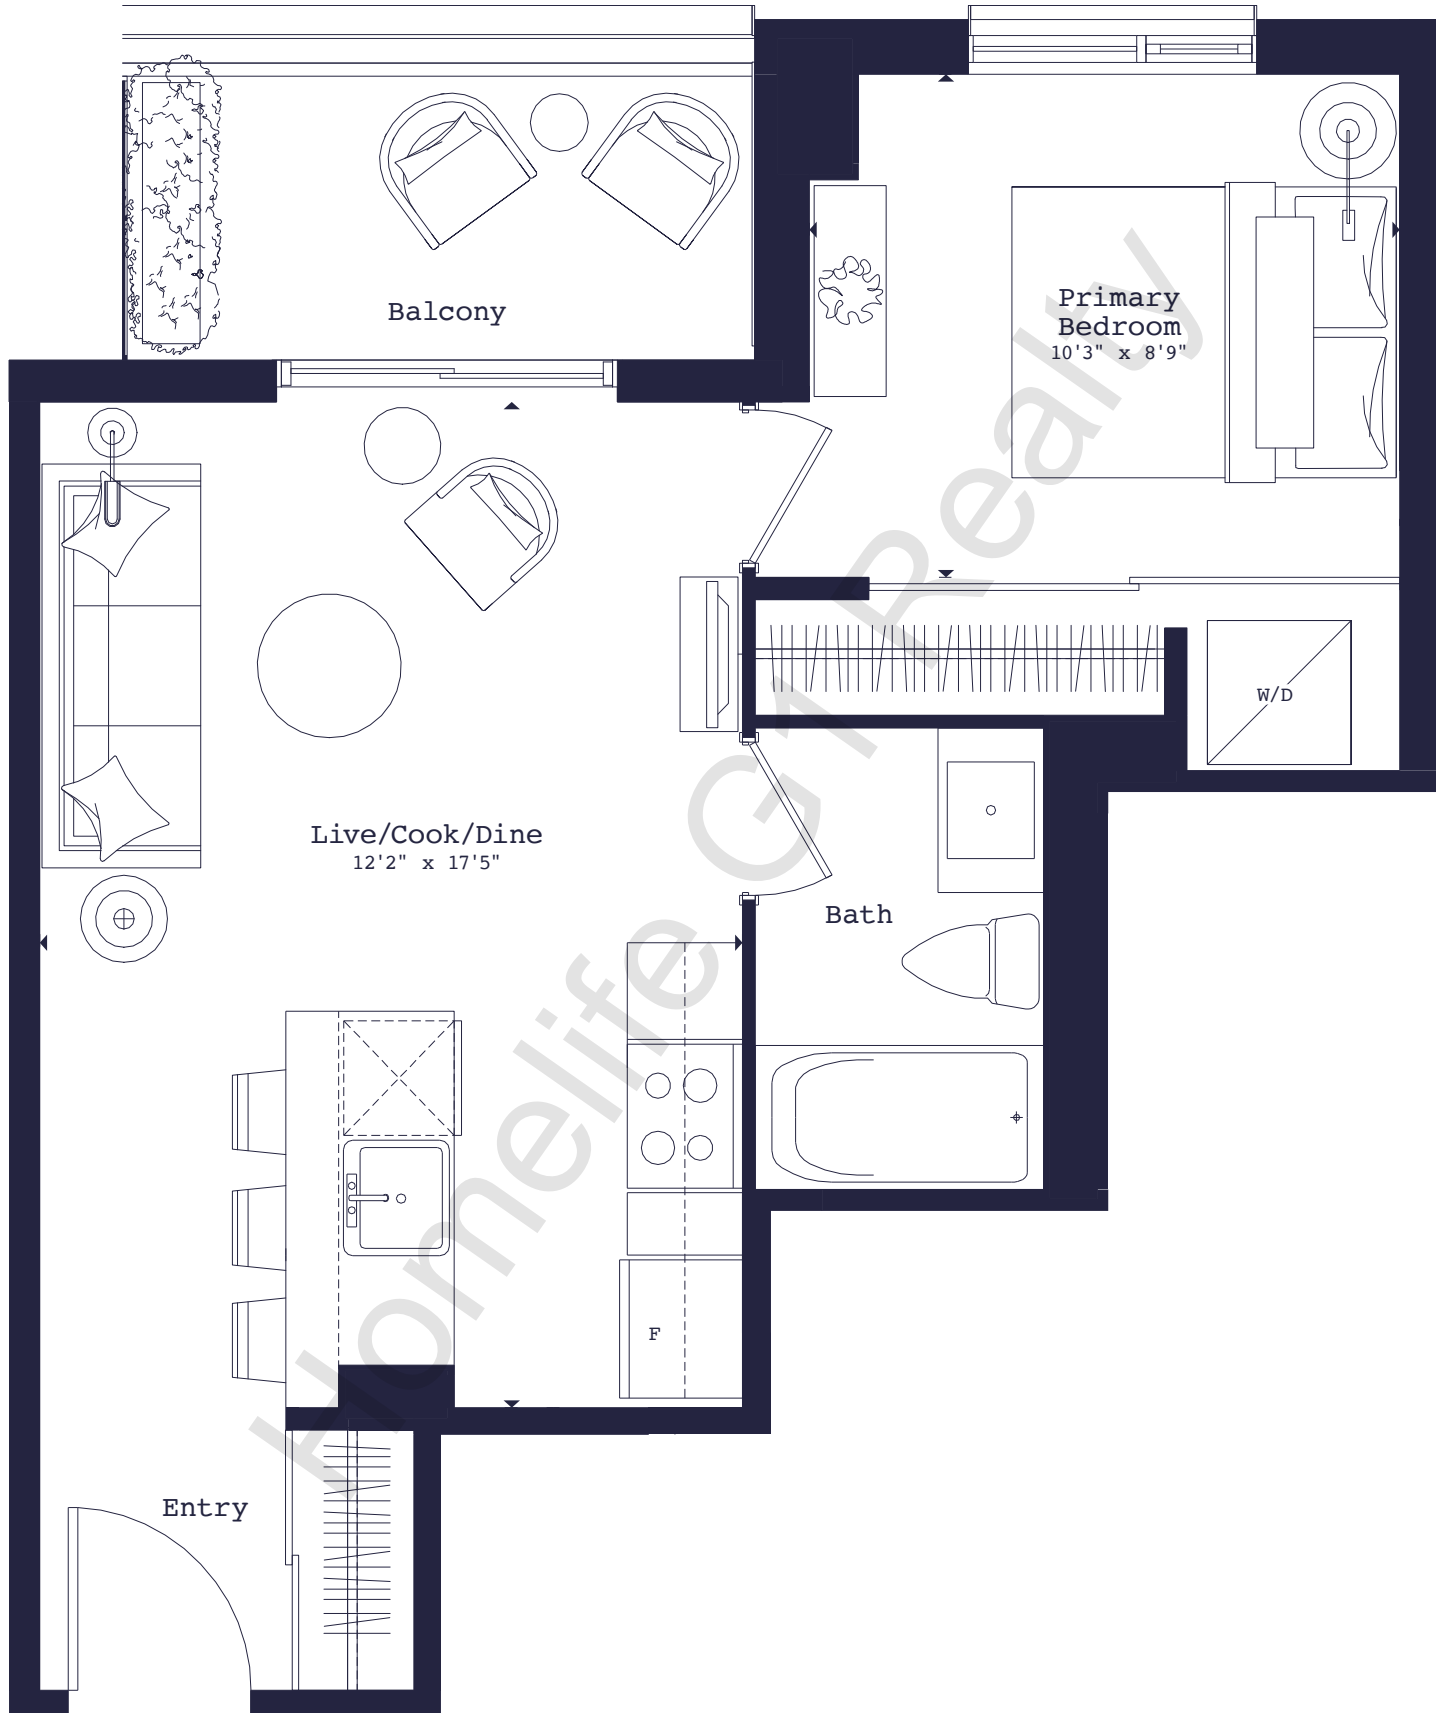 Balcony
Primary
Bedroom
10'3" x 8'9"
W/D
Live/Cook/Dine
12'2" x 17'5"
Bath
F
Entry
Homelife G1 Realty